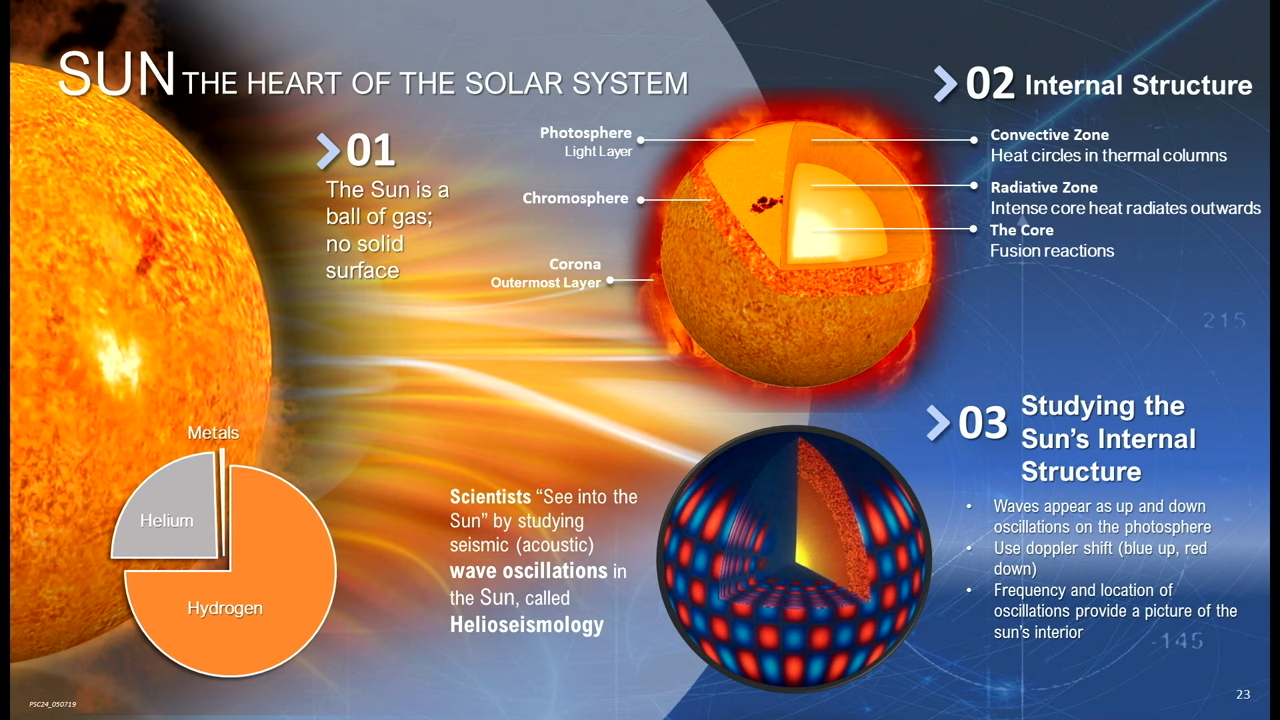 SUN THE HEART OF THE SOLAR SYSTEM
01
The Sun is a
ball of gas;
no solid
surface
Photosphere
Light Layer
Chromosphere
Corona
Outermost Layer
02 Internal Structure
Convective Zone
Heat circles in thermal columns
Radiative Zone
Intense core heat radiates outwards
The Core
Fusion reactions
215
Metals
Helium
Hydrogen
Scientists “See into the
Sun” by studying
seismic (acoustic)
wave oscillations in
the Sun, called
Helioseismology
03 Studying the
Sun’s Internal
Structure
• Waves appear as up and down
oscillations on the photosphere
• Use doppler shift (blue up, red
down)
• Frequency and location of
oscillations provide a picture of the
sun’s interior
-145
PSC24_050719
23